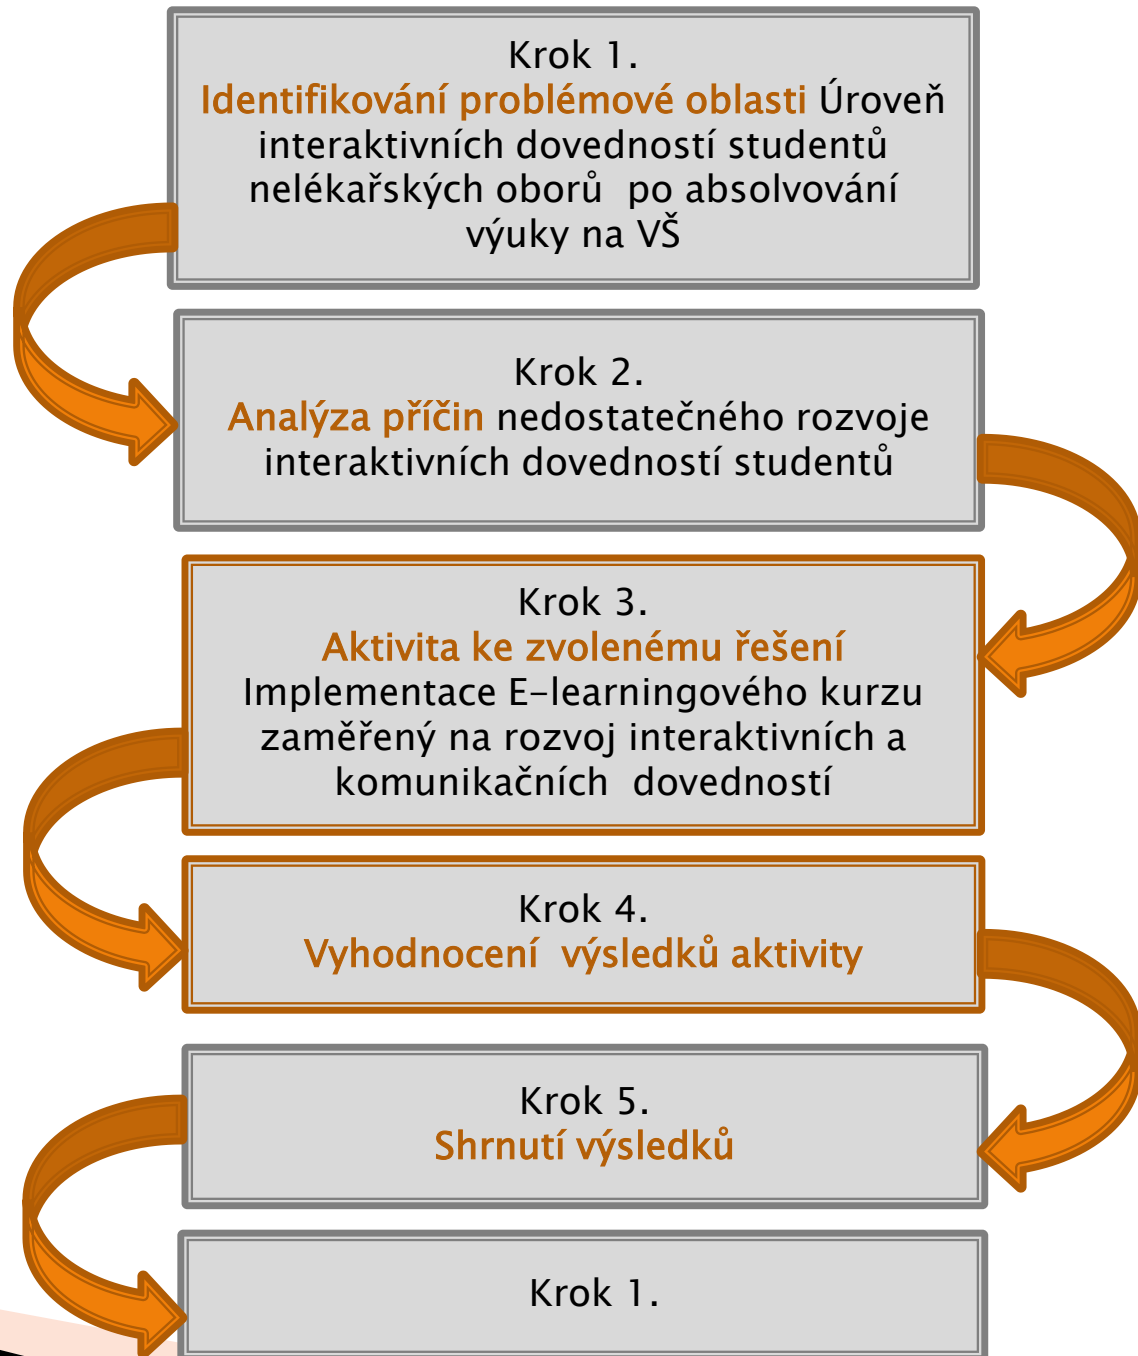 Krok 1.
Identifikování problémové oblasti Úroveň
interaktivních dovedností studentů
nelékařských oborů  po absolvování
výuky na VŠ
Krok 2.
Analýza příčin nedostatečného rozvoje
interaktivních dovedností studentů
Krok 3.
Aktivita ke zvolenému řešení
Implementace E-learningového kurzu
zaměřený na rozvoj interaktivních a
komunikačních  dovedností
Krok 4.
Vyhodnocení  výsledků aktivity
Krok 5.
Shrnutí výsledků
Krok 1.